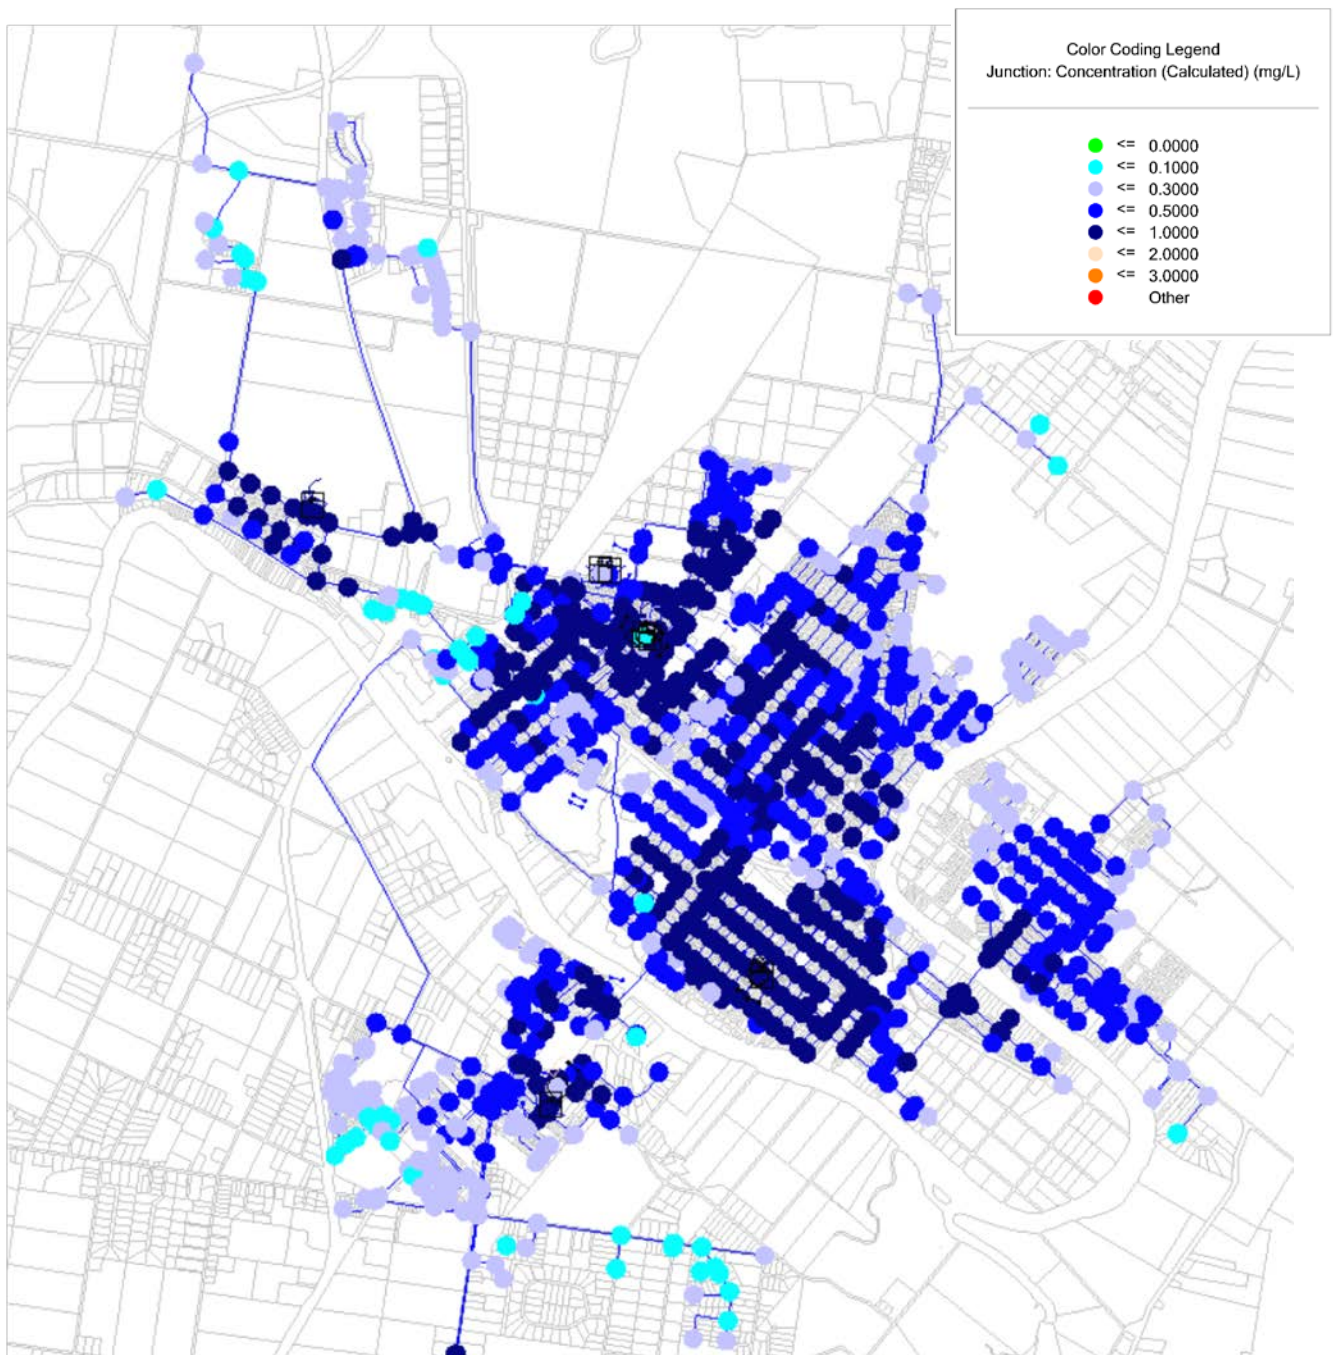 Color Coding Legend
Junction: Concentration (Calculated) (mg/L)
<= 0.0000
<= 0.1000
<= 0.3000
<= 0.5000
<= 1.0000
<= 2.0000
<= 3.0000
Other